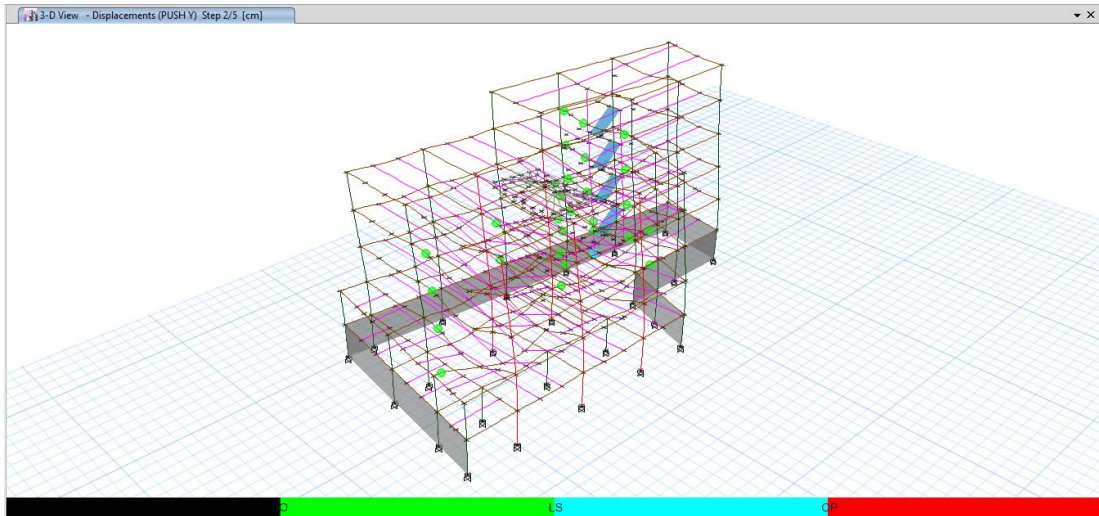 3-D View - Displacements (PUSH Y) Step 2/5 [cm]
IO LS CP